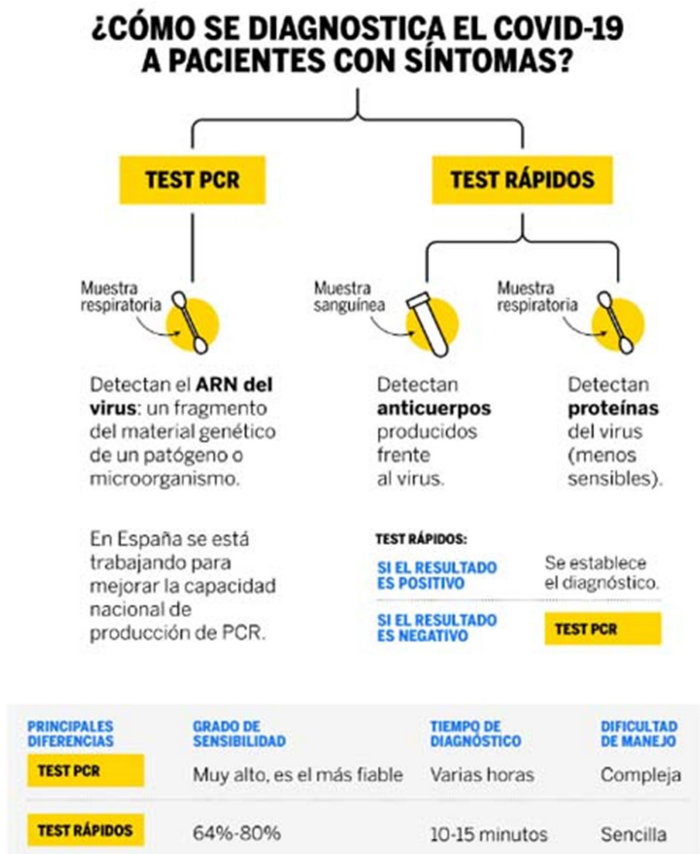 ¿CÓMO SE DIAGNOSTICA EL COVID-19
A PACIENTES CON SÍNTOMAS?
TEST PCR
TEST RÁPIDOS
Muestra
respiratoria
Detectan el ARN del
virus: un fragmento
del material genético
de un patógeno o
microorganismo.
En España se está
trabajando para
mejorar la capacidad
nacional de
producción de PCR.
Muestra
sanguínea
Detectan
anticuerpos
producidos
frente
al virus.
Muestra
respiratoria
Detectan
proteínas
del virus
(menos
sensibles).
TEST RÁPIDOS:
SI EL RESULTADO
ES POSITIVO
Se establece
el diagnóstico.
SI EL RESULTADO
ES NEGATIVO
TEST PCR
PRINCIPALES
DIFERENCIAS
GRADO DE
SENSIBILIDAD
TIEMPO DE
DIAGNÓSTICO
DIFICULTAD
DE MANEJO
TEST PCR
Muy alto, es el más fiable
Varias horas
Compleja
TEST RÁPIDOS
64%-80%
10-15 minutos
Sencilla